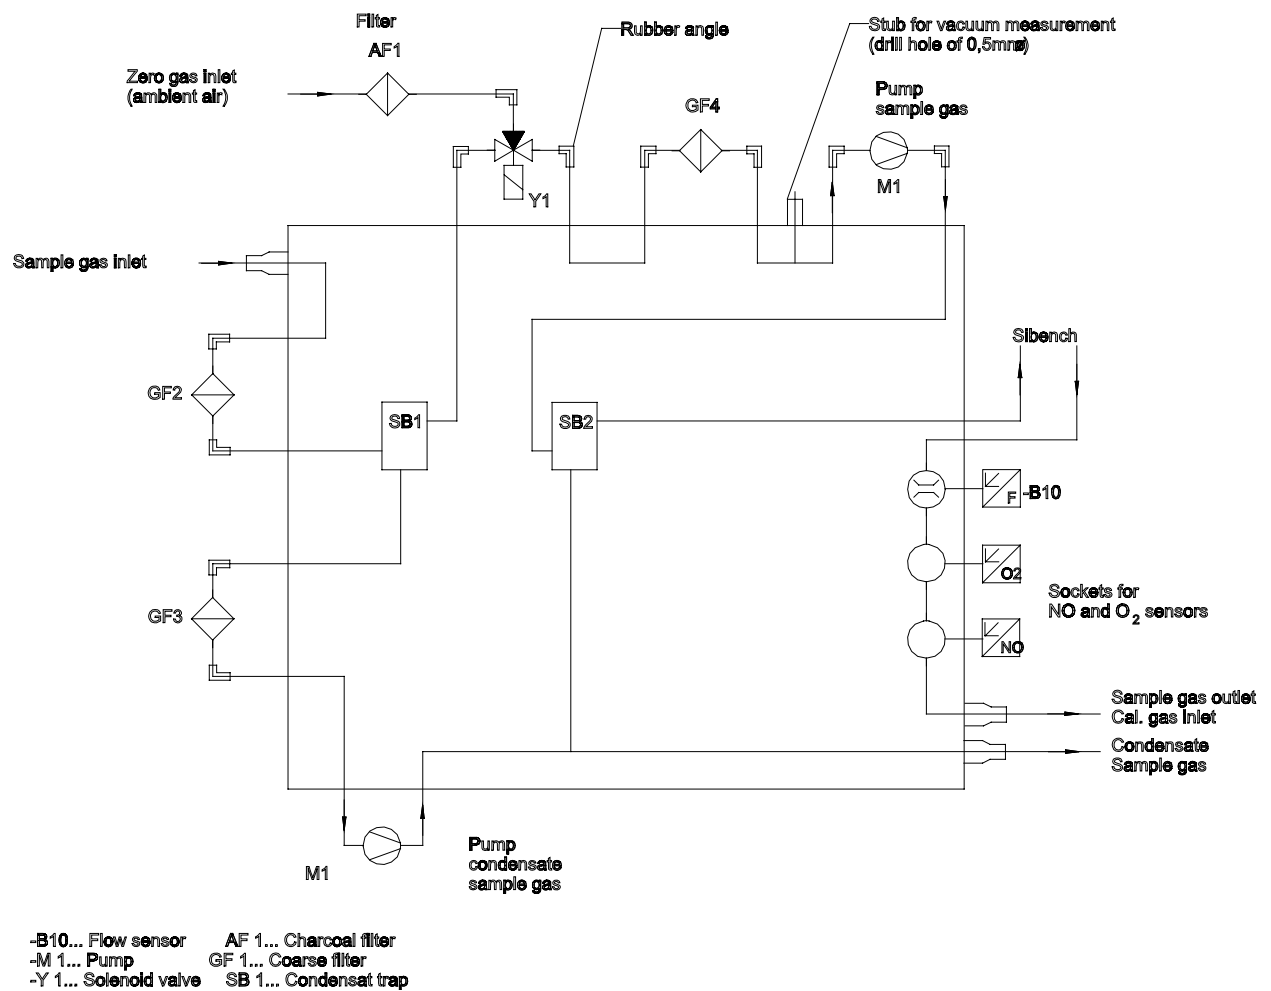 Filter
AF1
Rubber angle
Stub for vacuum measurement
(drill hole of 0,5mmø)
Zero gas inlet
(ambient air)
Pump
sample gas
GF4
M1
Y1
Sample gas inlet
Sibench
GF2
SB1
SB2
F
-B10
O2
Sockets for
NO and O2 sensors
GF3
NO
Sample gas outlet
Cal. gas inlet
Condensate
Sample gas
M1
Pump
condensate
sample gas
-B10... Flow sensor AF 1... Charcoal filter
-M 1... Pump GF 1... Coarse filter
-Y 1... Solenoid valve SB 1... Condensat trap